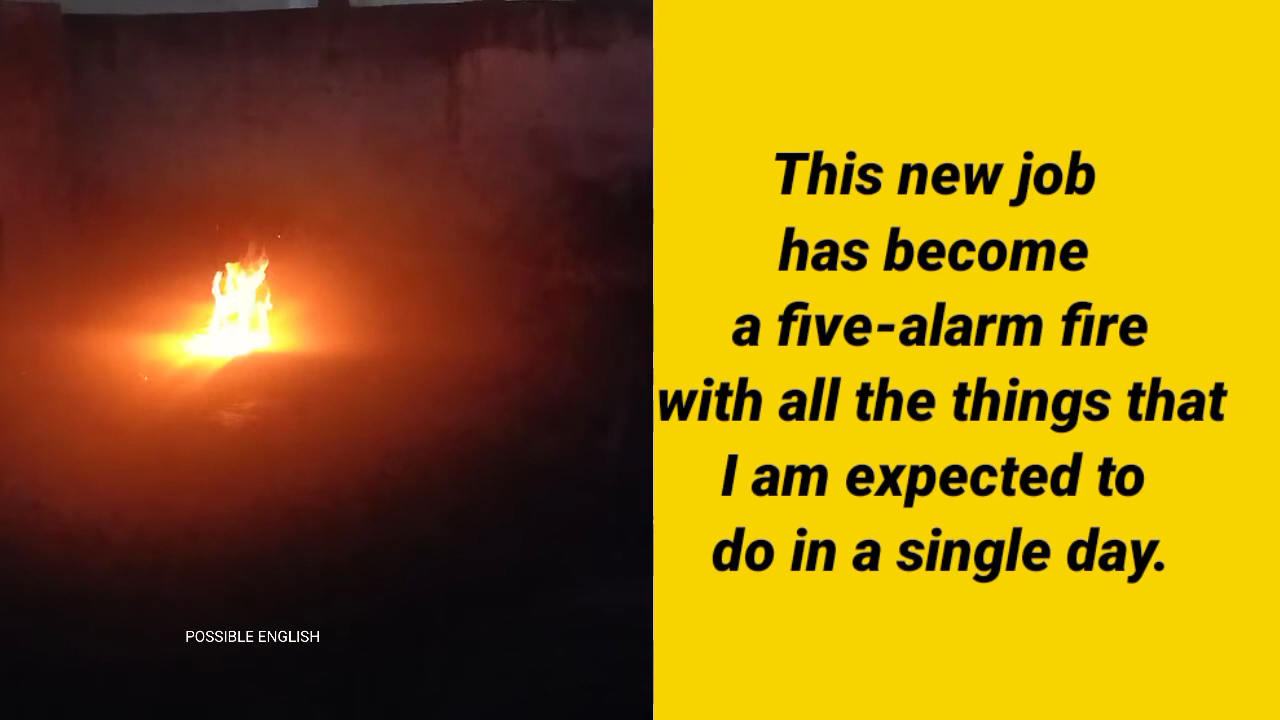 This new job
has become
a five-alarm fire
with all the things that
I am expected to
do in a single day.
POSSIBLE ENGLISH